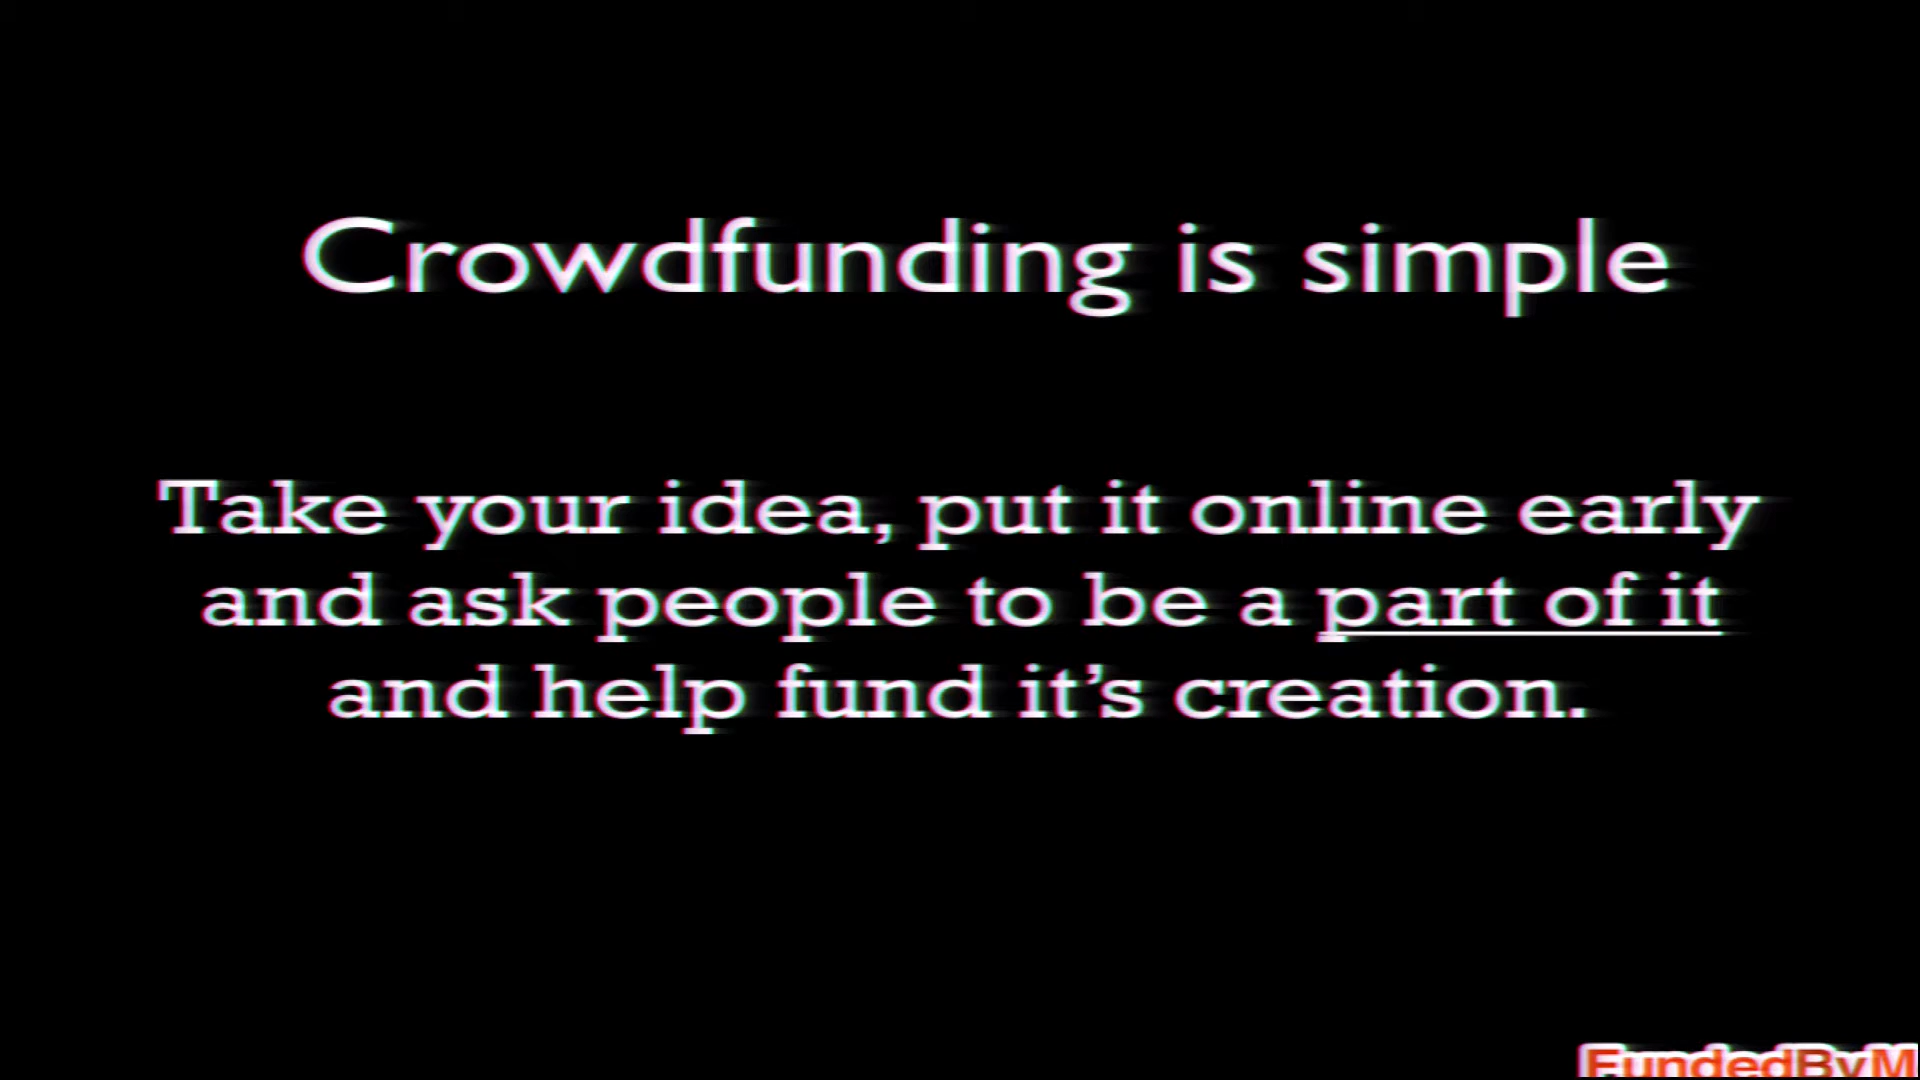 Crowdfunding is simple
Take your idea, put it online early
and ask people to be a part of it
and help fund it’s creation.
FundedByM